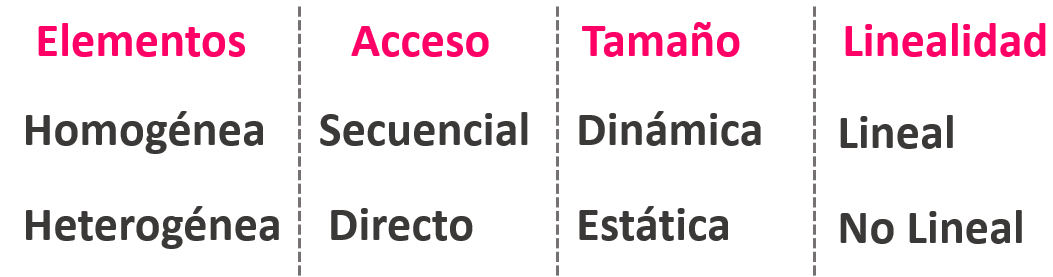 Elementos Acceso Tamaño Linealidad
Homogénea Secuencial Dinámica Lineal
Heterogénea Directo Estática No Lineal